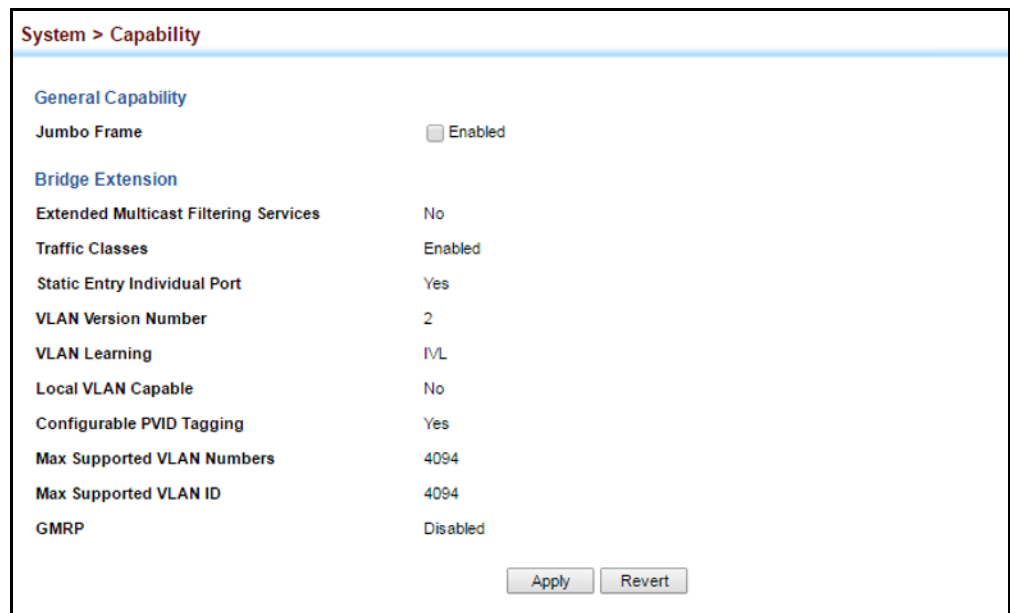 System > Capability
General Capability
Jumbo Frame Enabled
Bridge Extension
Extended Multicast Filtering Services No
Traffic Classes Enabled
Static Entry Individual Port Yes
VLAN Version Number 2
VLAN Learning IVL
Local VLAN Capable No
Configurable PVID Tagging Yes
Max Supported VLAN Numbers 4094
Max Supported VLAN ID 4094
GMRP Disabled
Apply Revert